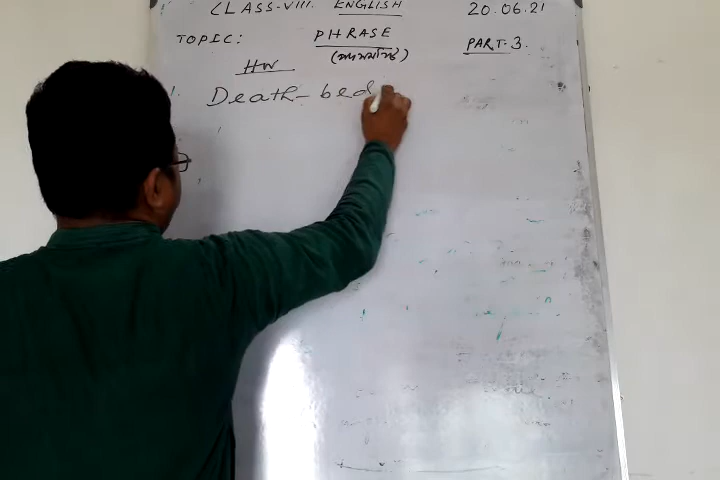 CLASS-VIII. ENGLISH 20.06.21
TOPIC: PHRASE PART-3.
HW
1. Death-bed